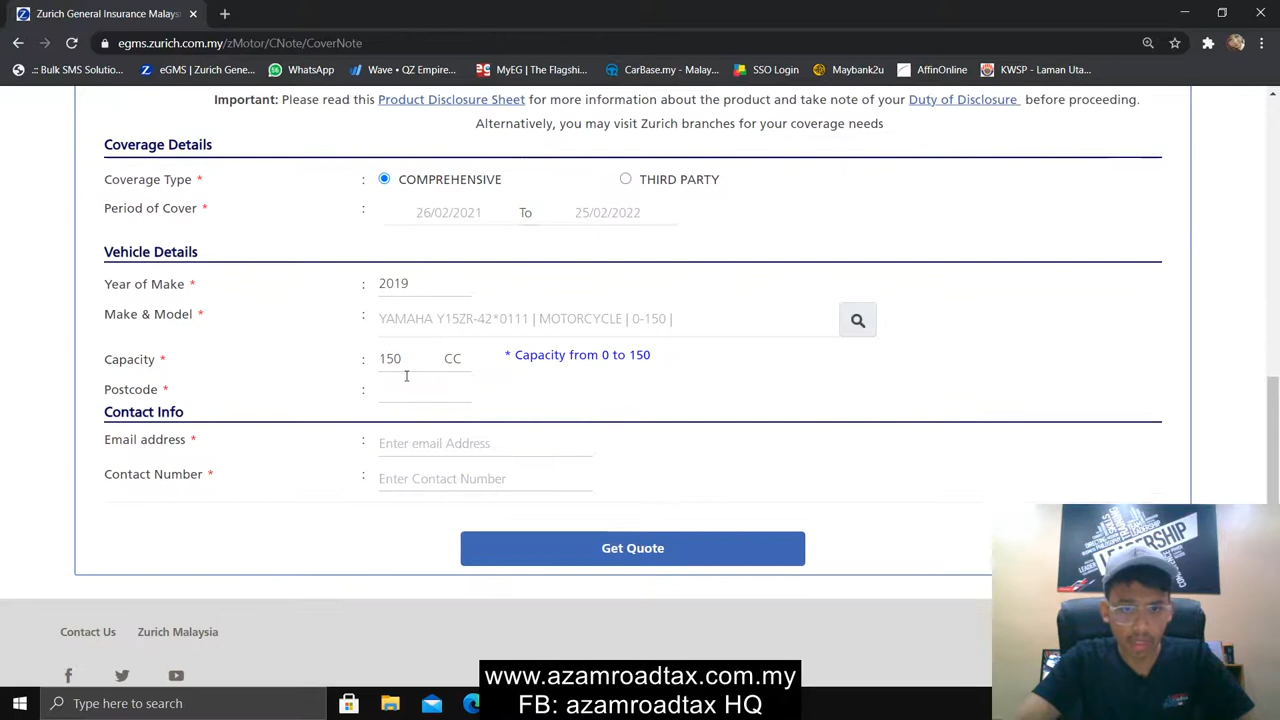 Zurich General Insurance Malays
egms.zurich.com.my/zMotor/CNote/CoverNote
.:: Bulk SMS Solutio...
eGMS | Zurich Gene...
WhatsApp
Wave • QZ Empire...
MyEG | The Flagshi...
CarBase.my - Malay...
SSO Login
Maybank2u
AffinOnline
KWSP - Laman Uta...
Important: Please read this Product Disclosure Sheet for more information about the product and take note of your Duty of Disclosure before proceeding.
Alternatively, you may visit Zurich branches for your coverage needs
Coverage Details
Coverage Type * : COMPREHENSIVE THIRD PARTY
Period of Cover * : 26/02/2021 To 25/02/2022
Vehicle Details
Year of Make * : 2019
Make & Model * : YAMAHA Y15ZR-42*0111 | MOTORCYCLE | 0-150 |
Capacity * : 150 CC * Capacity from 0 to 150
Postcode * :
Contact Info
Email address * : Enter email Address
Contact Number * : Enter Contact Number
Get Quote
LEADERSHIP
Contact Us Zurich Malaysia
www.azamroadtax.com.my
FB: azamroadtax HQ
Type here to search